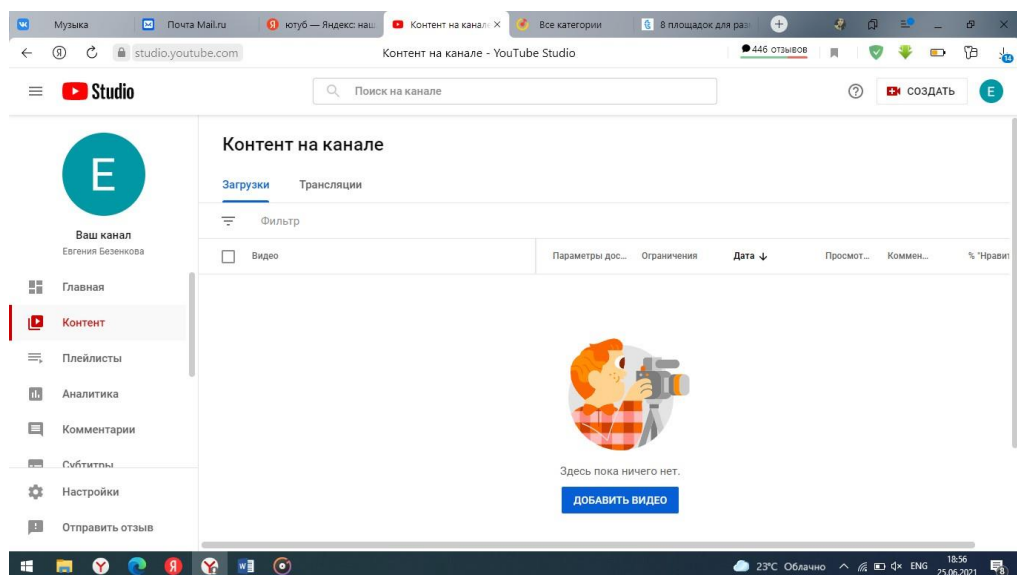 Музыка
Почта Mail.ru
ютуб — Яндекс: наш
Контент на канале
Все категории
8 площадок для раз
studio.youtube.com
Контент на канале - YouTube Studio
446 отзывов
14
Studio
Поиск на канале
СОЗДАТЬ
Е
Е
Ваш канал
Евгения Безенкова
Главная
Контент
Плейлисты
Аналитика
Комментарии
Субтитры
Настройки
Отправить отзыв
Контент на канале
Загрузки Трансляции
Фильтр
Видео Параметры дос... Ограничения Дата Просмот... Коммен... % "Нравит
Здесь пока ничего нет.
ДОБАВИТЬ ВИДЕО
23°C Облачно ENG 18:56
25.06.2021
8